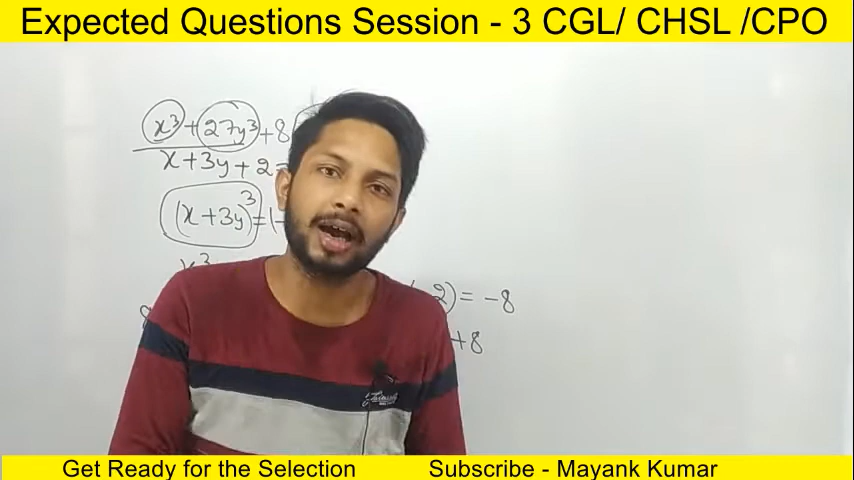 Expected Questions Session - 3 CGL/ CHSL /CPO
x³ + 27y³ + 8
x + 3y + 2 =
(x + 3y)³ = (-
x³
2) = -8
+8
Get Ready for the Selection
Subscribe - Mayank Kumar